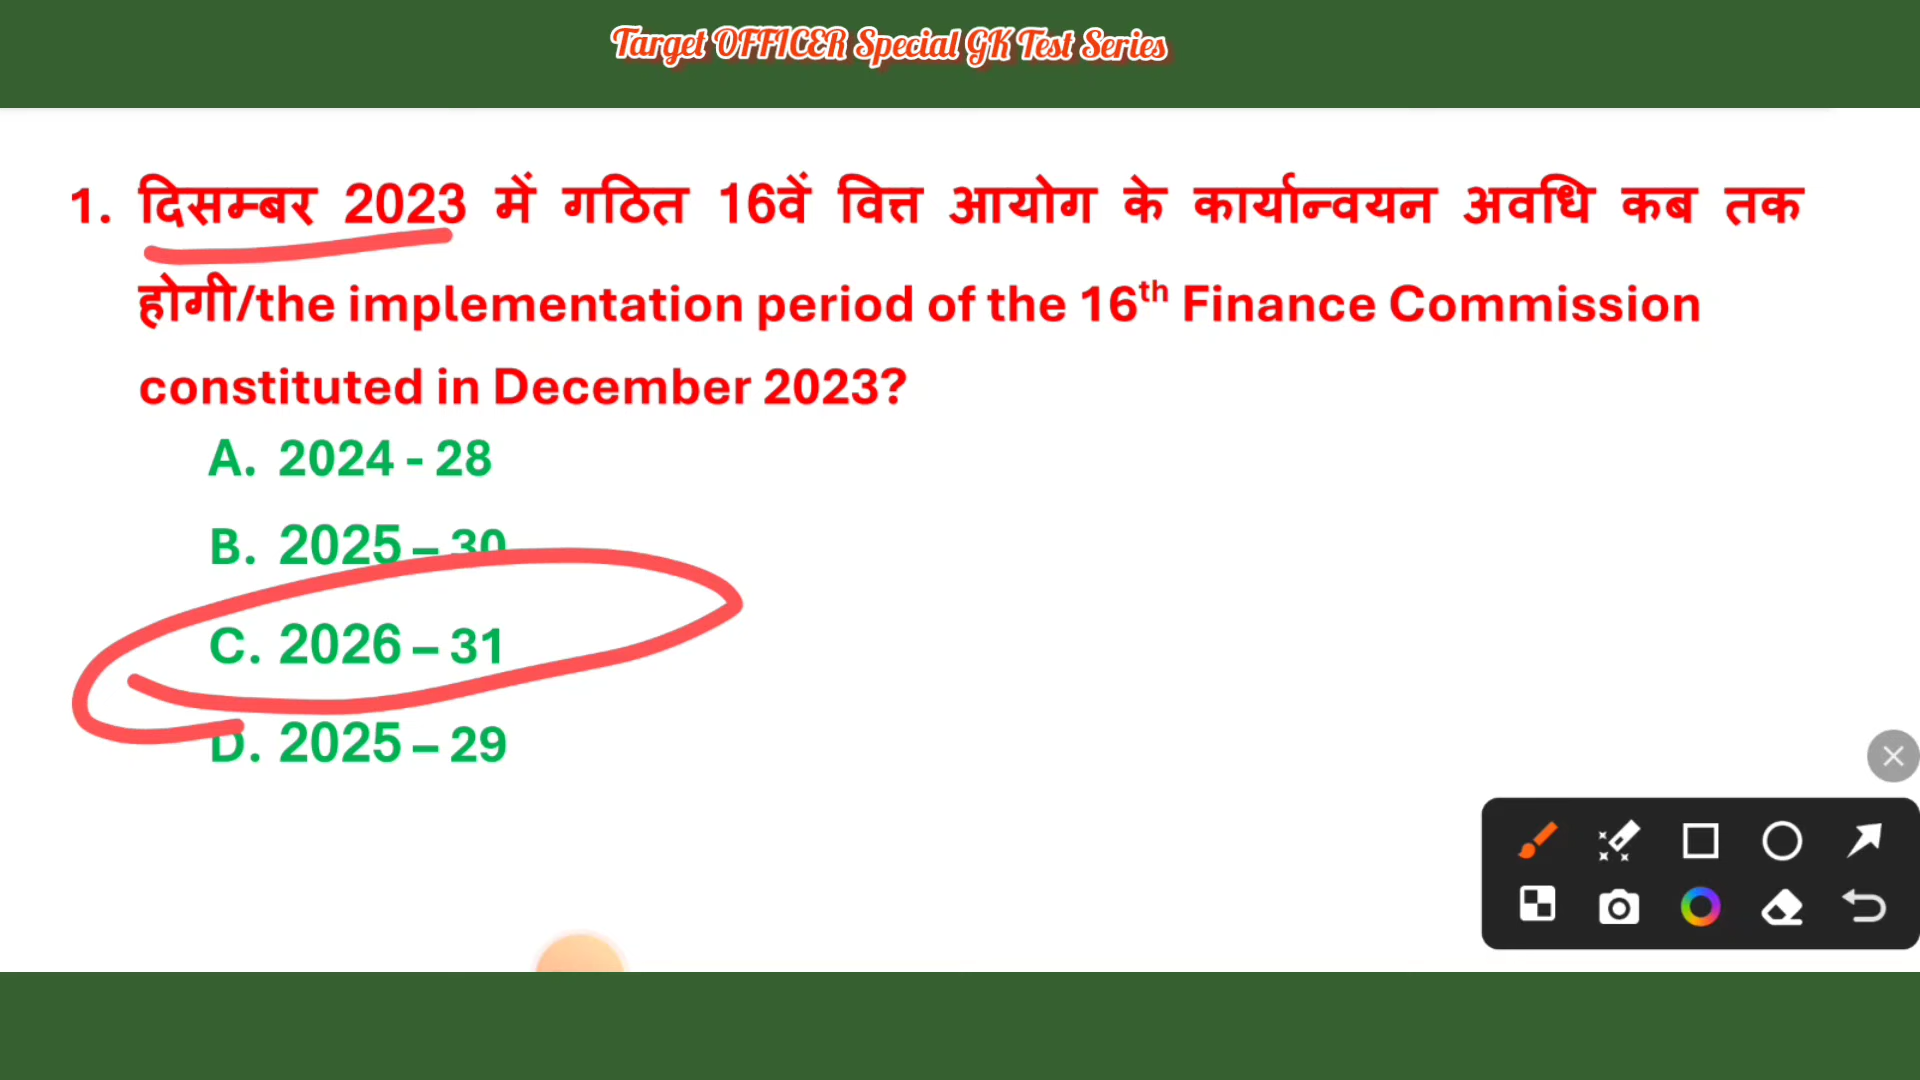 Target OFFICER Special GK Test Series
1. दिसम्बर 2023 में गठित 16वें वित्त आयोग के कार्यान्वयन अवधि कब तक
होगी/the implementation period of the 16th Finance Commission
constituted in December 2023?
A. 2024 - 28
B. 2025 – 30
C. 2026 – 31
D. 2025 – 29